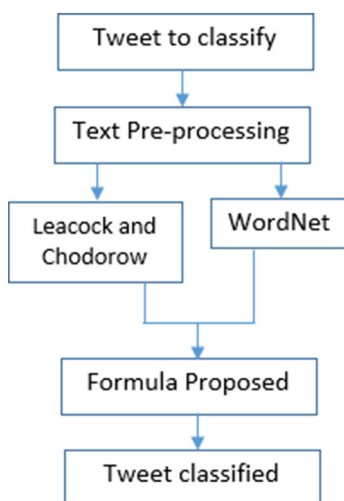 Tweet to classify
Text Pre-processing
Leacock and
Chodorow
WordNet
Formula Proposed
Tweet classified